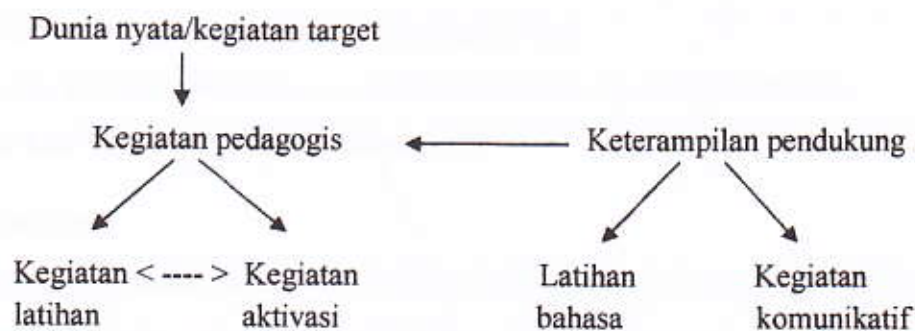 Dunia nyata/kegiatan target
Kegiatan pedagogis
Keterampilan pendukung
Kegiatan < ---- > Kegiatan
latihan
aktivasi
Latihan
bahasa
Kegiatan
komunikatif